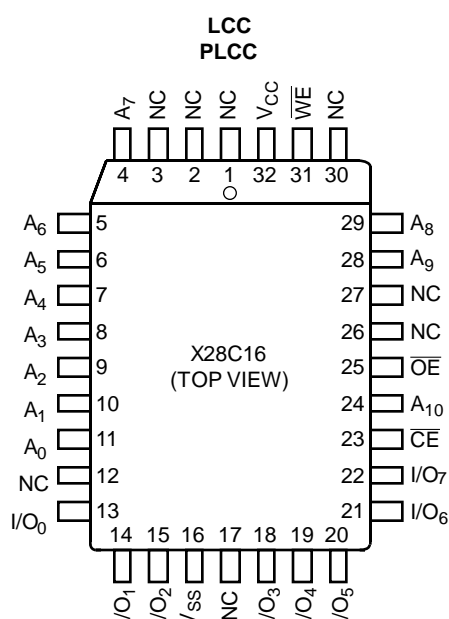 LCC
PLCC
A7 NC NC NC VCC W̅E̅ NC
4 3 2 1 32 31 30
A6 5 29 A8
A5 6 28 A9
A4 7 27 NC
A3 8 26 NC
A2 9 25 O̅E̅
A1 10 24 A10
A0 11 23 C̅E̅
NC 12 22 I/O7
I/O0 13 21 I/O6
X28C16
(TOP VIEW)
14 15 16 17 18 19 20
/O1 /O2 VSS NC /O3 /O4 /O5